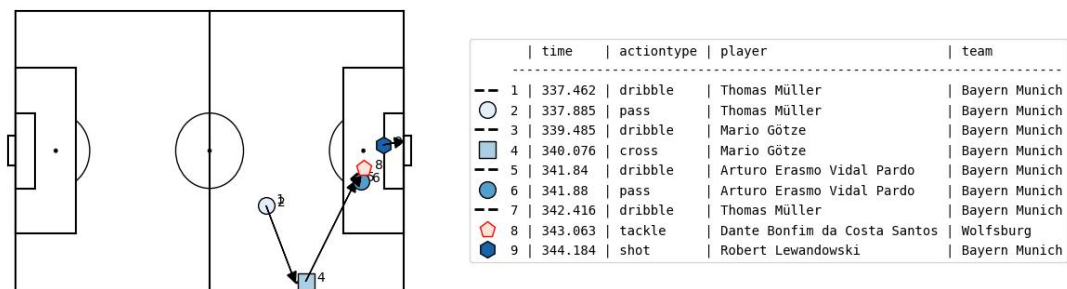 | time | actiontype | player | team
--------------------------------------------------------------------------
1 | 337.462 | dribble | Thomas Müller | Bayern Munich
2 | 337.885 | pass | Thomas Müller | Bayern Munich
3 | 339.485 | dribble | Mario Götze | Bayern Munich
4 | 340.076 | cross | Mario Götze | Bayern Munich
5 | 341.84 | dribble | Arturo Erasmo Vidal Pardo | Bayern Munich
6 | 341.88 | pass | Arturo Erasmo Vidal Pardo | Bayern Munich
7 | 342.416 | dribble | Thomas Müller | Bayern Munich
8 | 343.063 | tackle | Dante Bonfim da Costa Santos | Wolfsburg
9 | 344.184 | shot | Robert Lewandowski | Bayern Munich
8
6
2
4